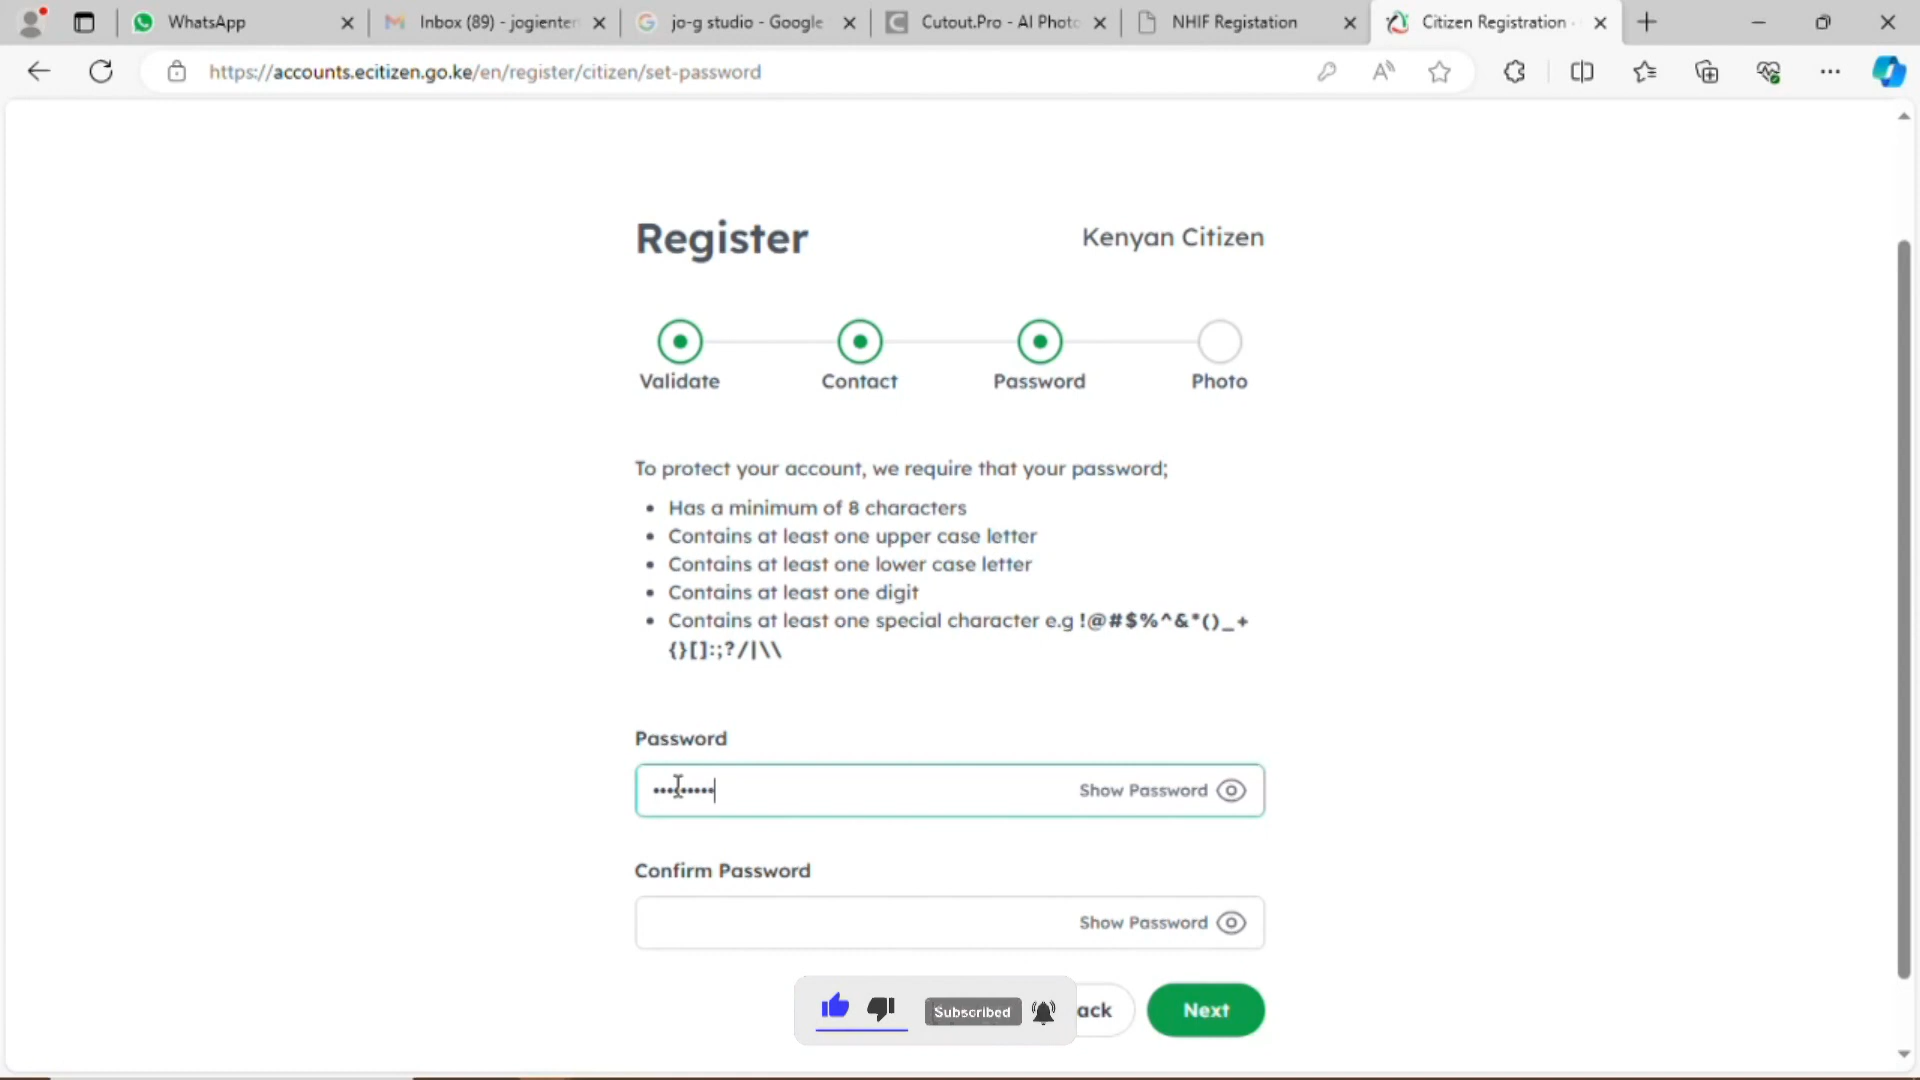 WhatsApp
Inbox (89) - jogienter
jo-g studio - Google
Cutout.Pro - AI Photo
NHIF Registation
Citizen Registration
https://accounts.ecitizen.go.ke/en/register/citizen/set-password
Register
Kenyan Citizen
Validate
Contact
Password
Photo
To protect your account, we require that your password;
• Has a minimum of 8 characters
• Contains at least one upper case letter
• Contains at least one lower case letter
• Contains at least one digit
• Contains at least one special character e.g !@#$%^&*()_+
{}[]:;?/|\\
Password
Show Password
Confirm Password
Show Password
Subscribed
ack
Next